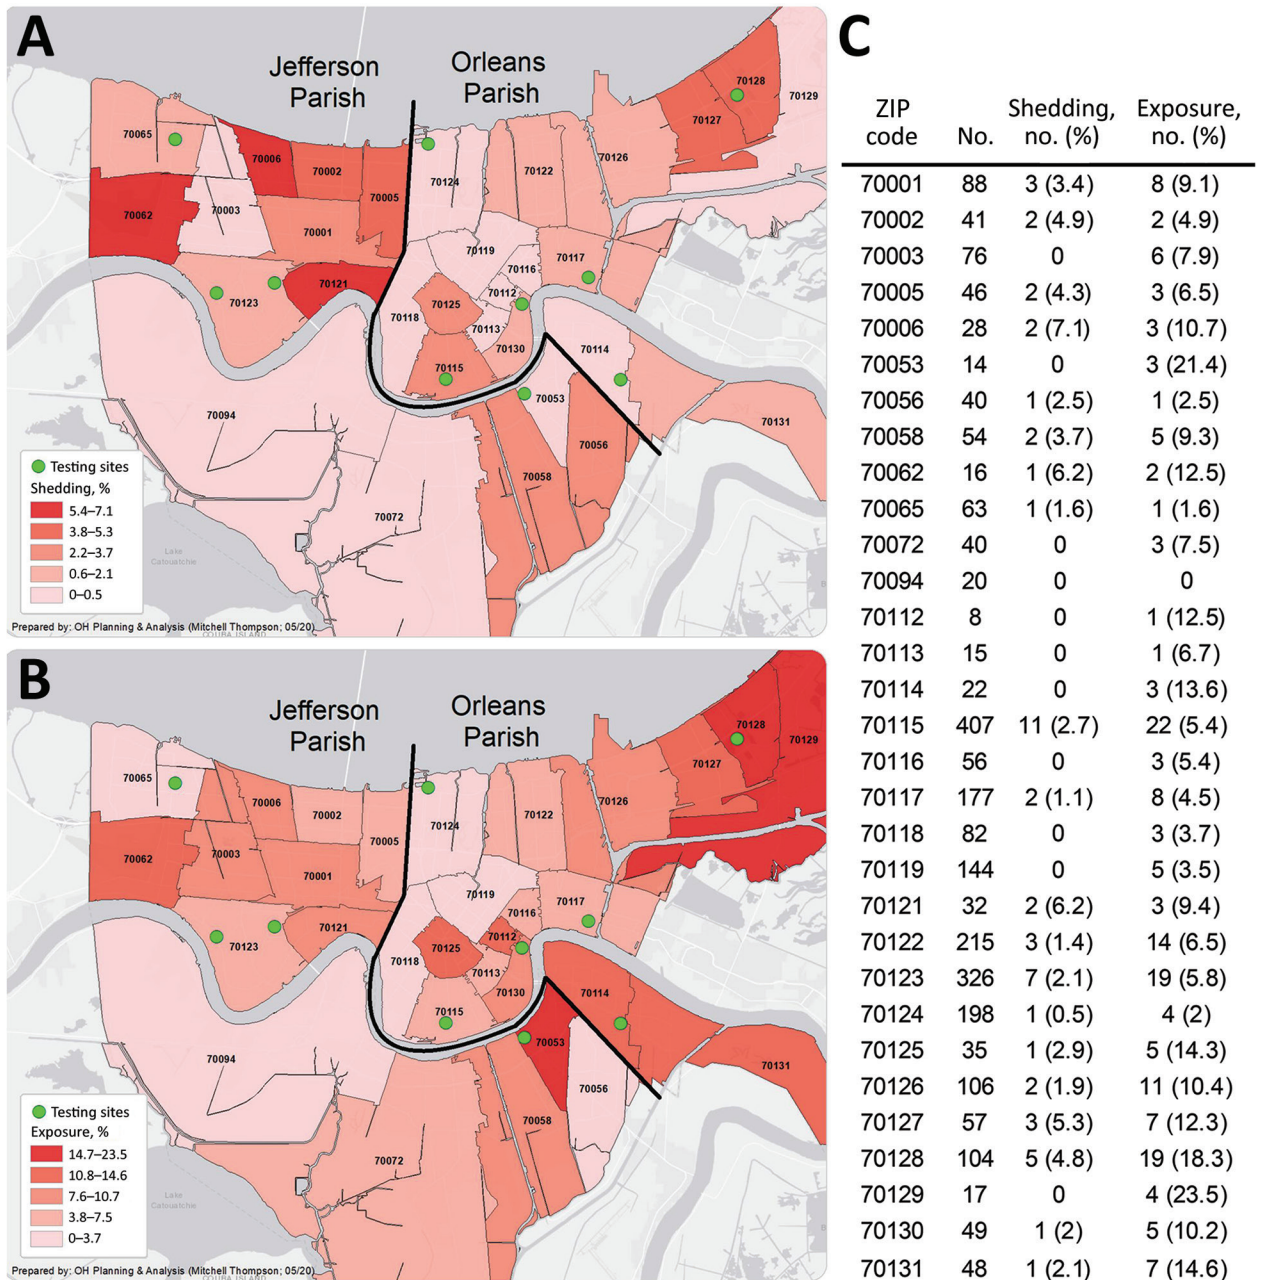 A
Jefferson
Parish
Orleans
Parish
70128
70129
70127
70065
70006
70002
70126
70122
70124
70005
70003
70062
70001
70119
70117
70116
70121
70112
70123
70125
70118
70113
70130
70114
70115
70053
70094
70131
70056
70058
70072
Testing sites
Shedding, %
5.4–7.1
3.8–5.3
2.2–3.7
0.6–2.1
0–0.5
Lake
Catouatchie
Prepared by: OH Planning & Analysis (Mitchell Thompson; 05/20)
COUBA ISLAND
B
Jefferson
Parish
Orleans
Parish
70128
70129
70127
70065
70006
70002
70126
70122
70124
70005
70003
70062
70001
70119
70117
70116
70121
70112
70123
70125
70118
70113
70130
70114
70115
70053
70094
70131
70056
70058
70072
Testing sites
Exposure, %
14.7–23.5
10.8–14.6
7.6–10.7
3.8–7.5
0–3.7
Lake
Catouatchie
Prepared by: OH Planning & Analysis (Mitchell Thompson; 05/20)
C
ZIP code No. Shedding, no. (%) Exposure, no. (%)
70001 88 3 (3.4) 8 (9.1)
70002 41 2 (4.9) 2 (4.9)
70003 76 0 6 (7.9)
70005 46 2 (4.3) 3 (6.5)
70006 28 2 (7.1) 3 (10.7)
70053 14 0 3 (21.4)
70056 40 1 (2.5) 1 (2.5)
70058 54 2 (3.7) 5 (9.3)
70062 16 1 (6.2) 2 (12.5)
70065 63 1 (1.6) 1 (1.6)
70072 40 0 3 (7.5)
70094 20 0 0
70112 8 0 1 (12.5)
70113 15 0 1 (6.7)
70114 22 0 3 (13.6)
70115 407 11 (2.7) 22 (5.4)
70116 56 0 3 (5.4)
70117 177 2 (1.1) 8 (4.5)
70118 82 0 3 (3.7)
70119 144 0 5 (3.5)
70121 32 2 (6.2) 3 (9.4)
70122 215 3 (1.4) 14 (6.5)
70123 326 7 (2.1) 19 (5.8)
70124 198 1 (0.5) 4 (2)
70125 35 1 (2.9) 5 (14.3)
70126 106 2 (1.9) 11 (10.4)
70127 57 3 (5.3) 7 (12.3)
70128 104 5 (4.8) 19 (18.3)
70129 17 0 4 (23.5)
70130 49 1 (2) 5 (10.2)
70131 48 1 (2.1) 7 (14.6)